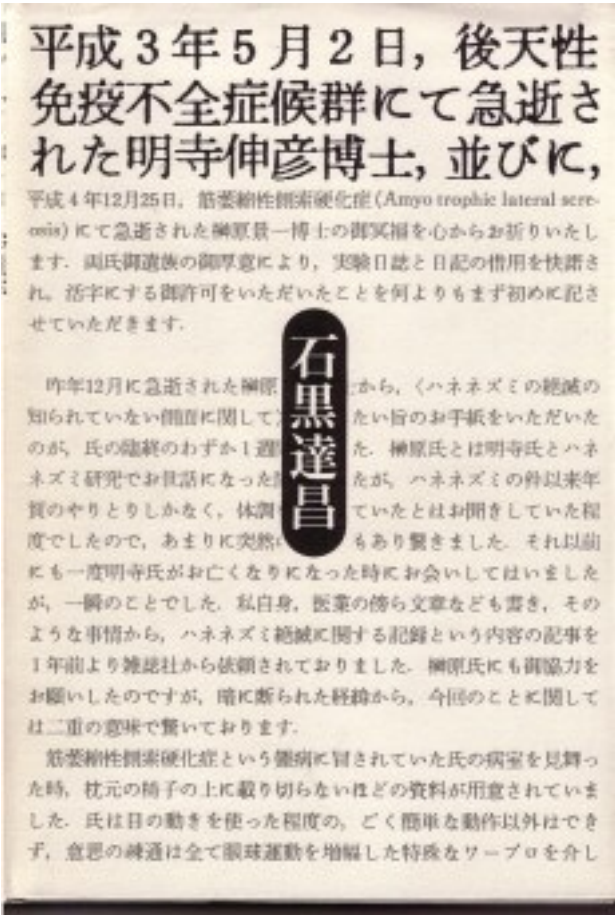 平成3年5月2日，後天性
免疫不全症候群にて急逝さ
れた明寺伸彦博士，並びに，
平成4年12月25日，筋萎縮性側索硬化症(Amyo trophic lateral scre-
osis) にて急逝された榊原景一博士の御冥福を心からお祈りいたし
ます．両氏御遺族の御厚意により，実験日誌と日記の借用を快諾さ
れ，活字にする御許可をいただいたことを何よりもまず初めに記さ
せていただきます．
石黒達昌
昨年12月に急逝された榊原から，〈ハネネズミの絶滅の
知られていない側面に関してたい旨のお手紙をいただいた
のが，氏の臨終のわずか1週た．榊原氏とは明寺氏とハネ
ネズミ研究でお世話になったたが，ハネネズミの件以来年
賀のやりとりしかなく，体調ていたとはお聞きしていた程
度でしたので，あまりに突然もあり驚きました．それ以前
にも一度明寺氏がお亡くなりになった時にお会いしてはいました
が，一瞬のことでした．私自身，医業の傍ら文章なども書き，その
ような事情から，ハネネズミ絶滅に関する記録という内容の記事を
1年前より雑誌社から依頼されておりました．榊原氏にも御協力を
お願いしたのですが，暗に断られた経緯から，今回のことに関して
は二重の意味で驚いております．
筋萎縮性側索硬化症という難病に冒されていた氏の病室を見舞っ
た時，枕元の椅子の上に載り切らないほどの資料が用意されていま
した．氏は目の動きを使った程度の，ごく簡単な動作以外はでき
ず，意思の疎通は全て眼球運動を増幅した特殊なワープロを介し